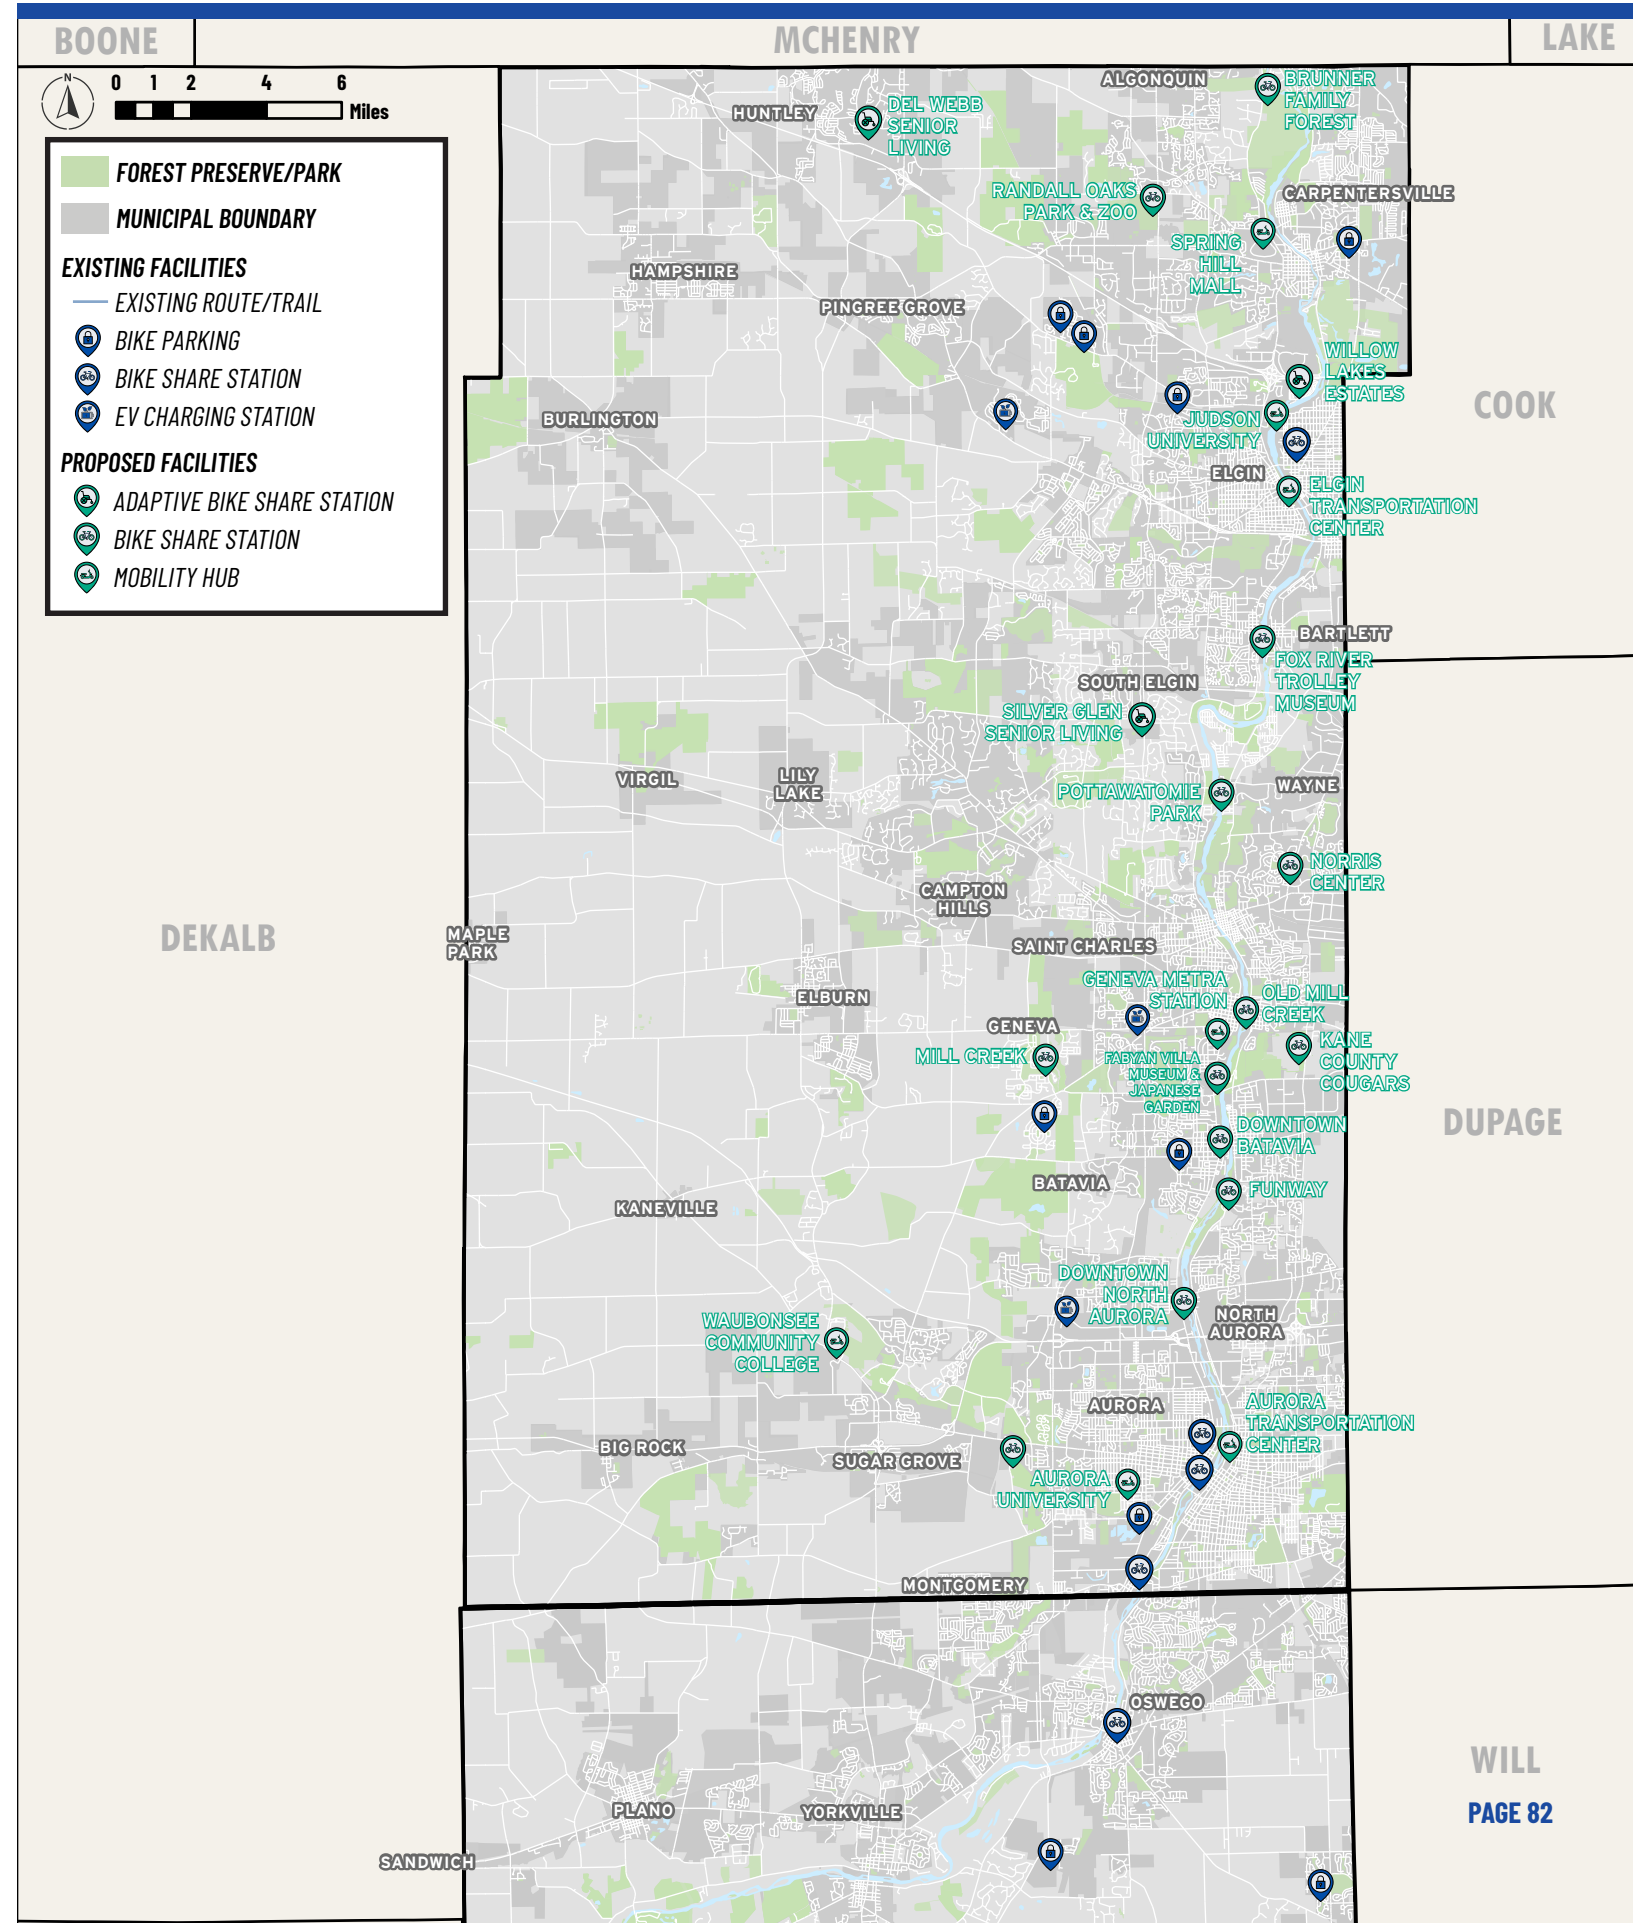 BOONE
MCHENRY
LAKE
N
0 1 2 4 6
Miles
FOREST PRESERVE/PARK
MUNICIPAL BOUNDARY
EXISTING FACILITIES
EXISTING ROUTE/TRAIL
BIKE PARKING
BIKE SHARE STATION
EV CHARGING STATION
PROPOSED FACILITIES
ADAPTIVE BIKE SHARE STATION
BIKE SHARE STATION
MOBILITY HUB
ALGONQUIN
BRUNNER
FAMILY
FOREST
HUNTLEY
DEL WEBB
SENIOR
LIVING
RANDALL OAKS
PARK & ZOO
CARPENTERSVILLE
SPRING
HILL
MALL
HAMPSHIRE
PINGREE GROVE
WILLOW
LAKES
ESTATES
COOK
BURLINGTON
JUDSON
UNIVERSITY
ELGIN
ELGIN
TRANSPORTATION
CENTER
BARTLETT
FOX RIVER
TROLLEY
MUSEUM
SOUTH ELGIN
SILVER GLEN
SENIOR LIVING
VIRGIL
LILY
LAKE
POTTAWATOMIE
PARK
WAYNE
NORRIS
CENTER
CAMPTON
HILLS
DEKALB
MAPLE
PARK
SAINT CHARLES
GENEVA METRA
STATION
OLD MILL
CREEK
ELBURN
GENEVA
MILL CREEK
FABYAN VILLA
MUSEUM &
JAPANESE
GARDEN
KANE
COUNTY
COUGARS
DUPAGE
DOWNTOWN
BATAVIA
BATAVIA
FUNWAY
KANEVILLE
DOWNTOWN
NORTH
AURORA
NORTH
AURORA
WAUBONSEE
COMMUNITY
COLLEGE
AURORA
AURORA
TRANSPORTATION
CENTER
BIG ROCK
SUGAR GROVE
AURORA
UNIVERSITY
MONTGOMERY
OSWEGO
WILL
PLANO
YORKVILLE
PAGE 82
SANDWICH